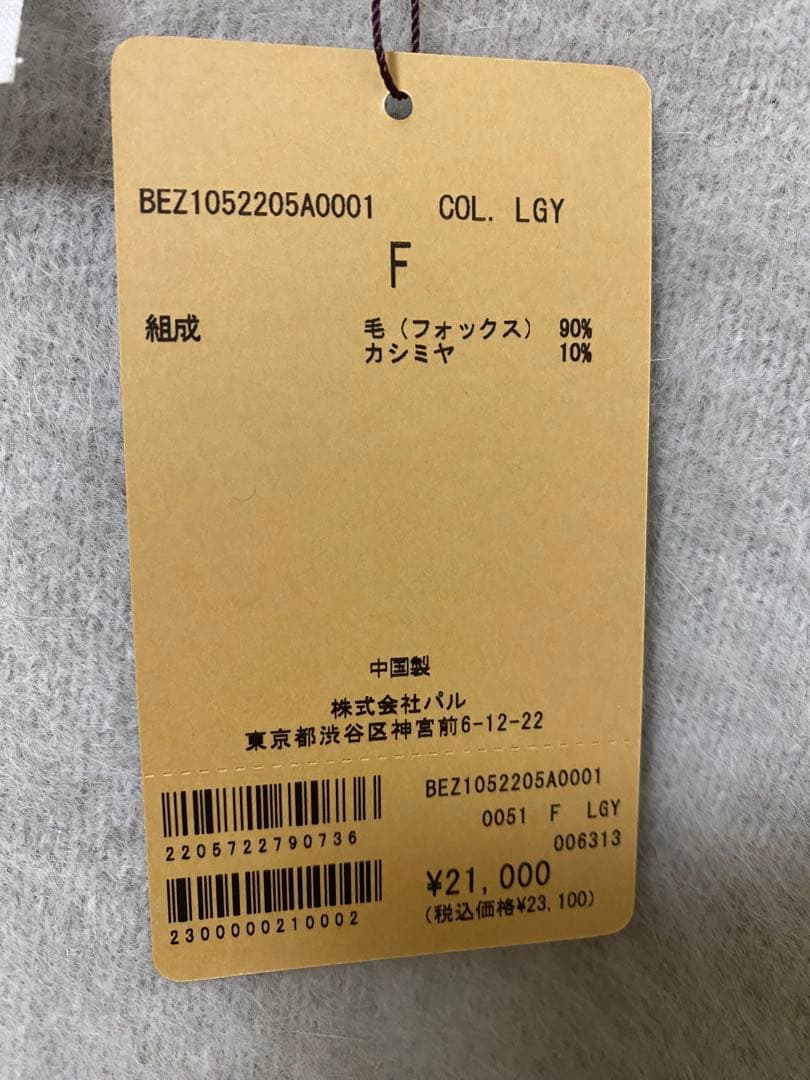 BEZ1052205A0001 COL. LGY
F
組成 毛（フォックス） 90%
カシミヤ 10%
中国製
株式会社パル
東京都渋谷区神宮前6-12-22
BEZ1052205A0001
0051 F LGY
006313
2205722790736
¥21,000
(税込価格¥23,100)
2300000210002